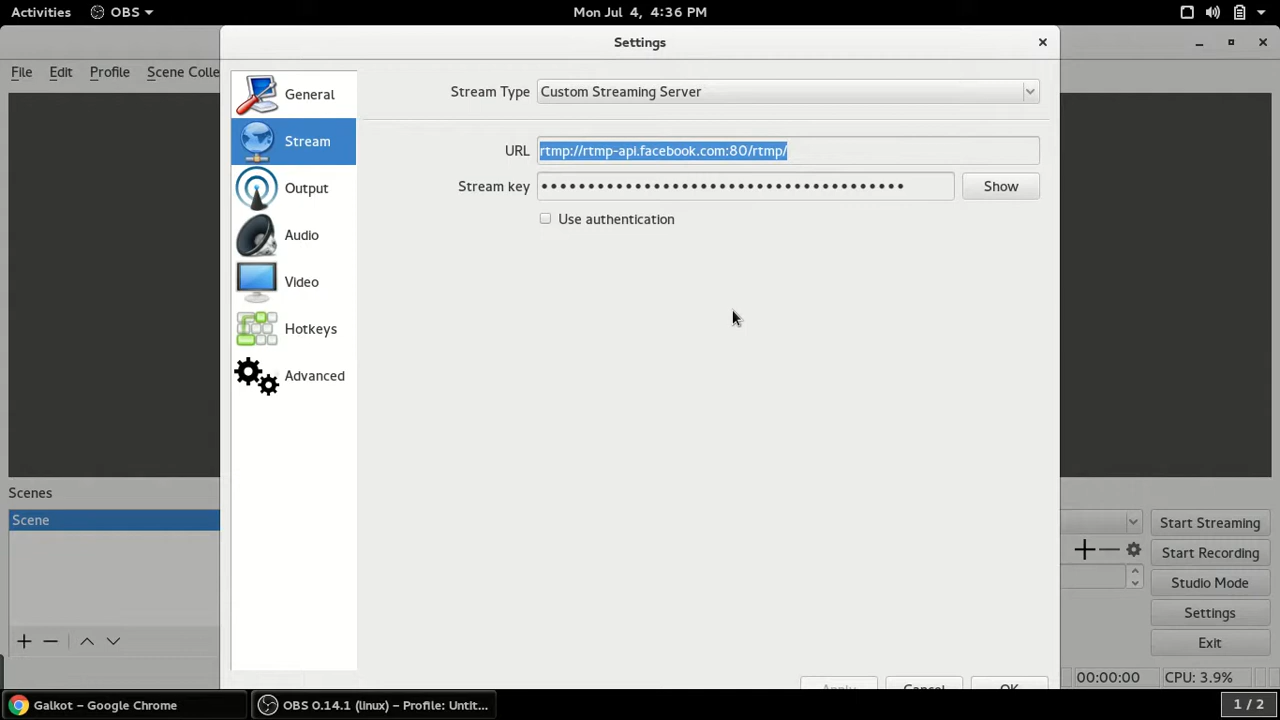 Activities OBS Mon Jul 4, 4:36 PM
Settings
File Edit Profile Scene Colle
General
Stream
Output
Audio
Video
Hotkeys
Advanced
Stream Type Custom Streaming Server
URL rtmp://rtmp-api.facebook.com:80/rtmp/
Stream key ••••••••••••••••••••••••••••••••••••••• Show
Use authentication
Scenes
Scene
Start Streaming
Start Recording
Studio Mode
Settings
Exit
Apply Cancel OK
00:00:00 CPU: 3.9%
Galkot – Google Chrome OBS 0.14.1 (linux) – Profile: Untit... 1 / 2